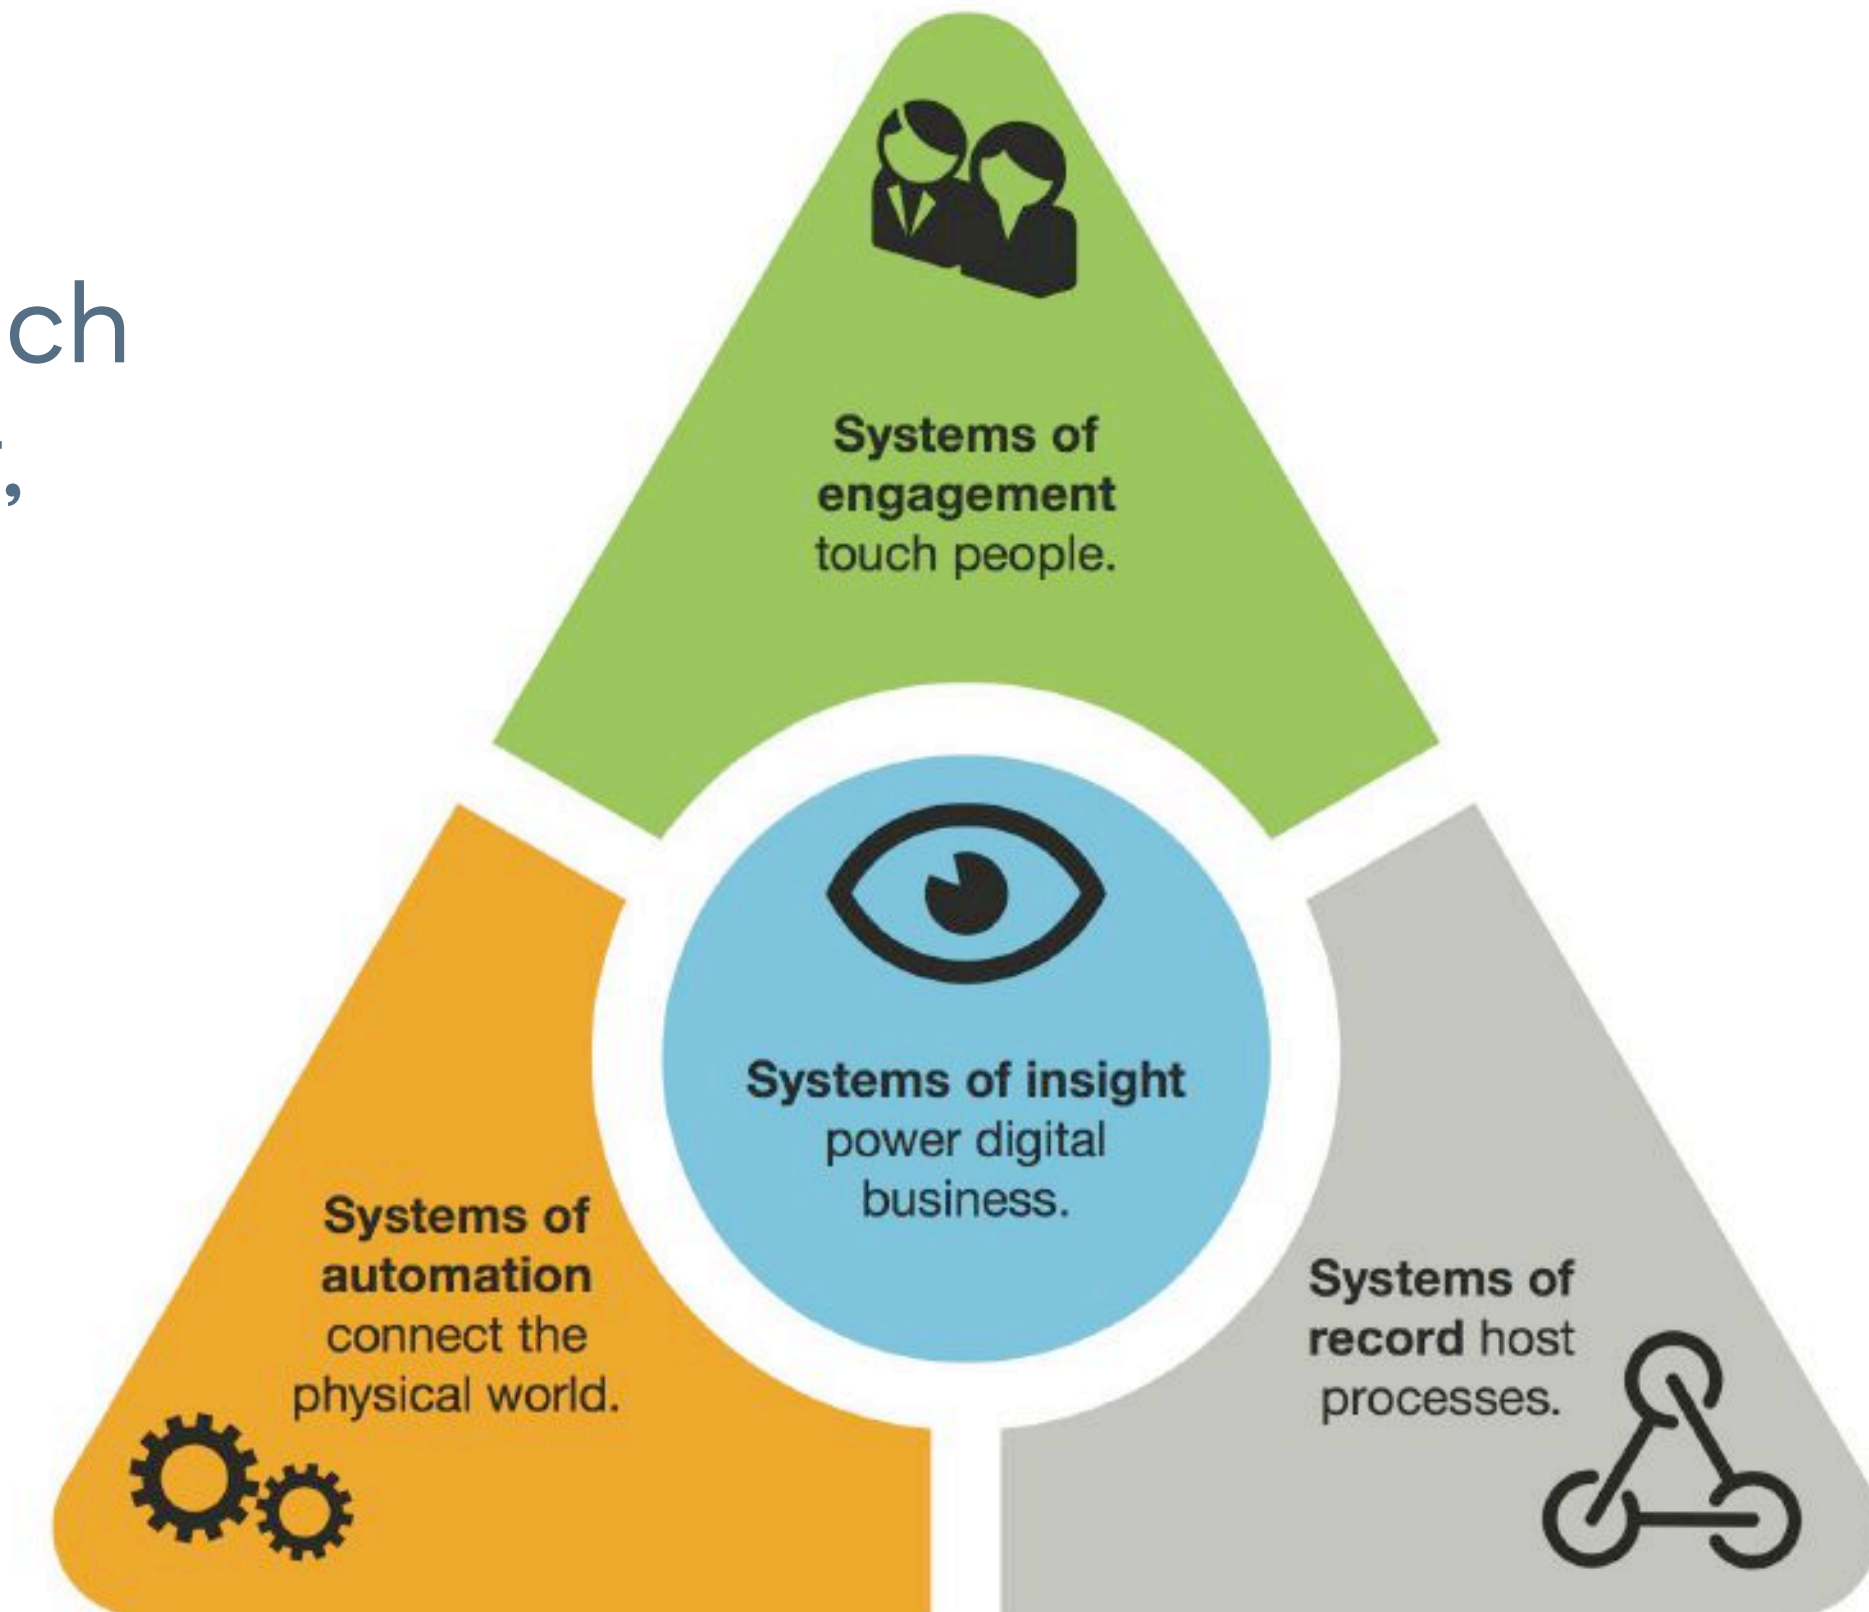 ch
,
Systems of
engagement
touch people.
Systems of insight
power digital
business.
Systems of
automation
connect the
physical world.
Systems of
record host
processes.